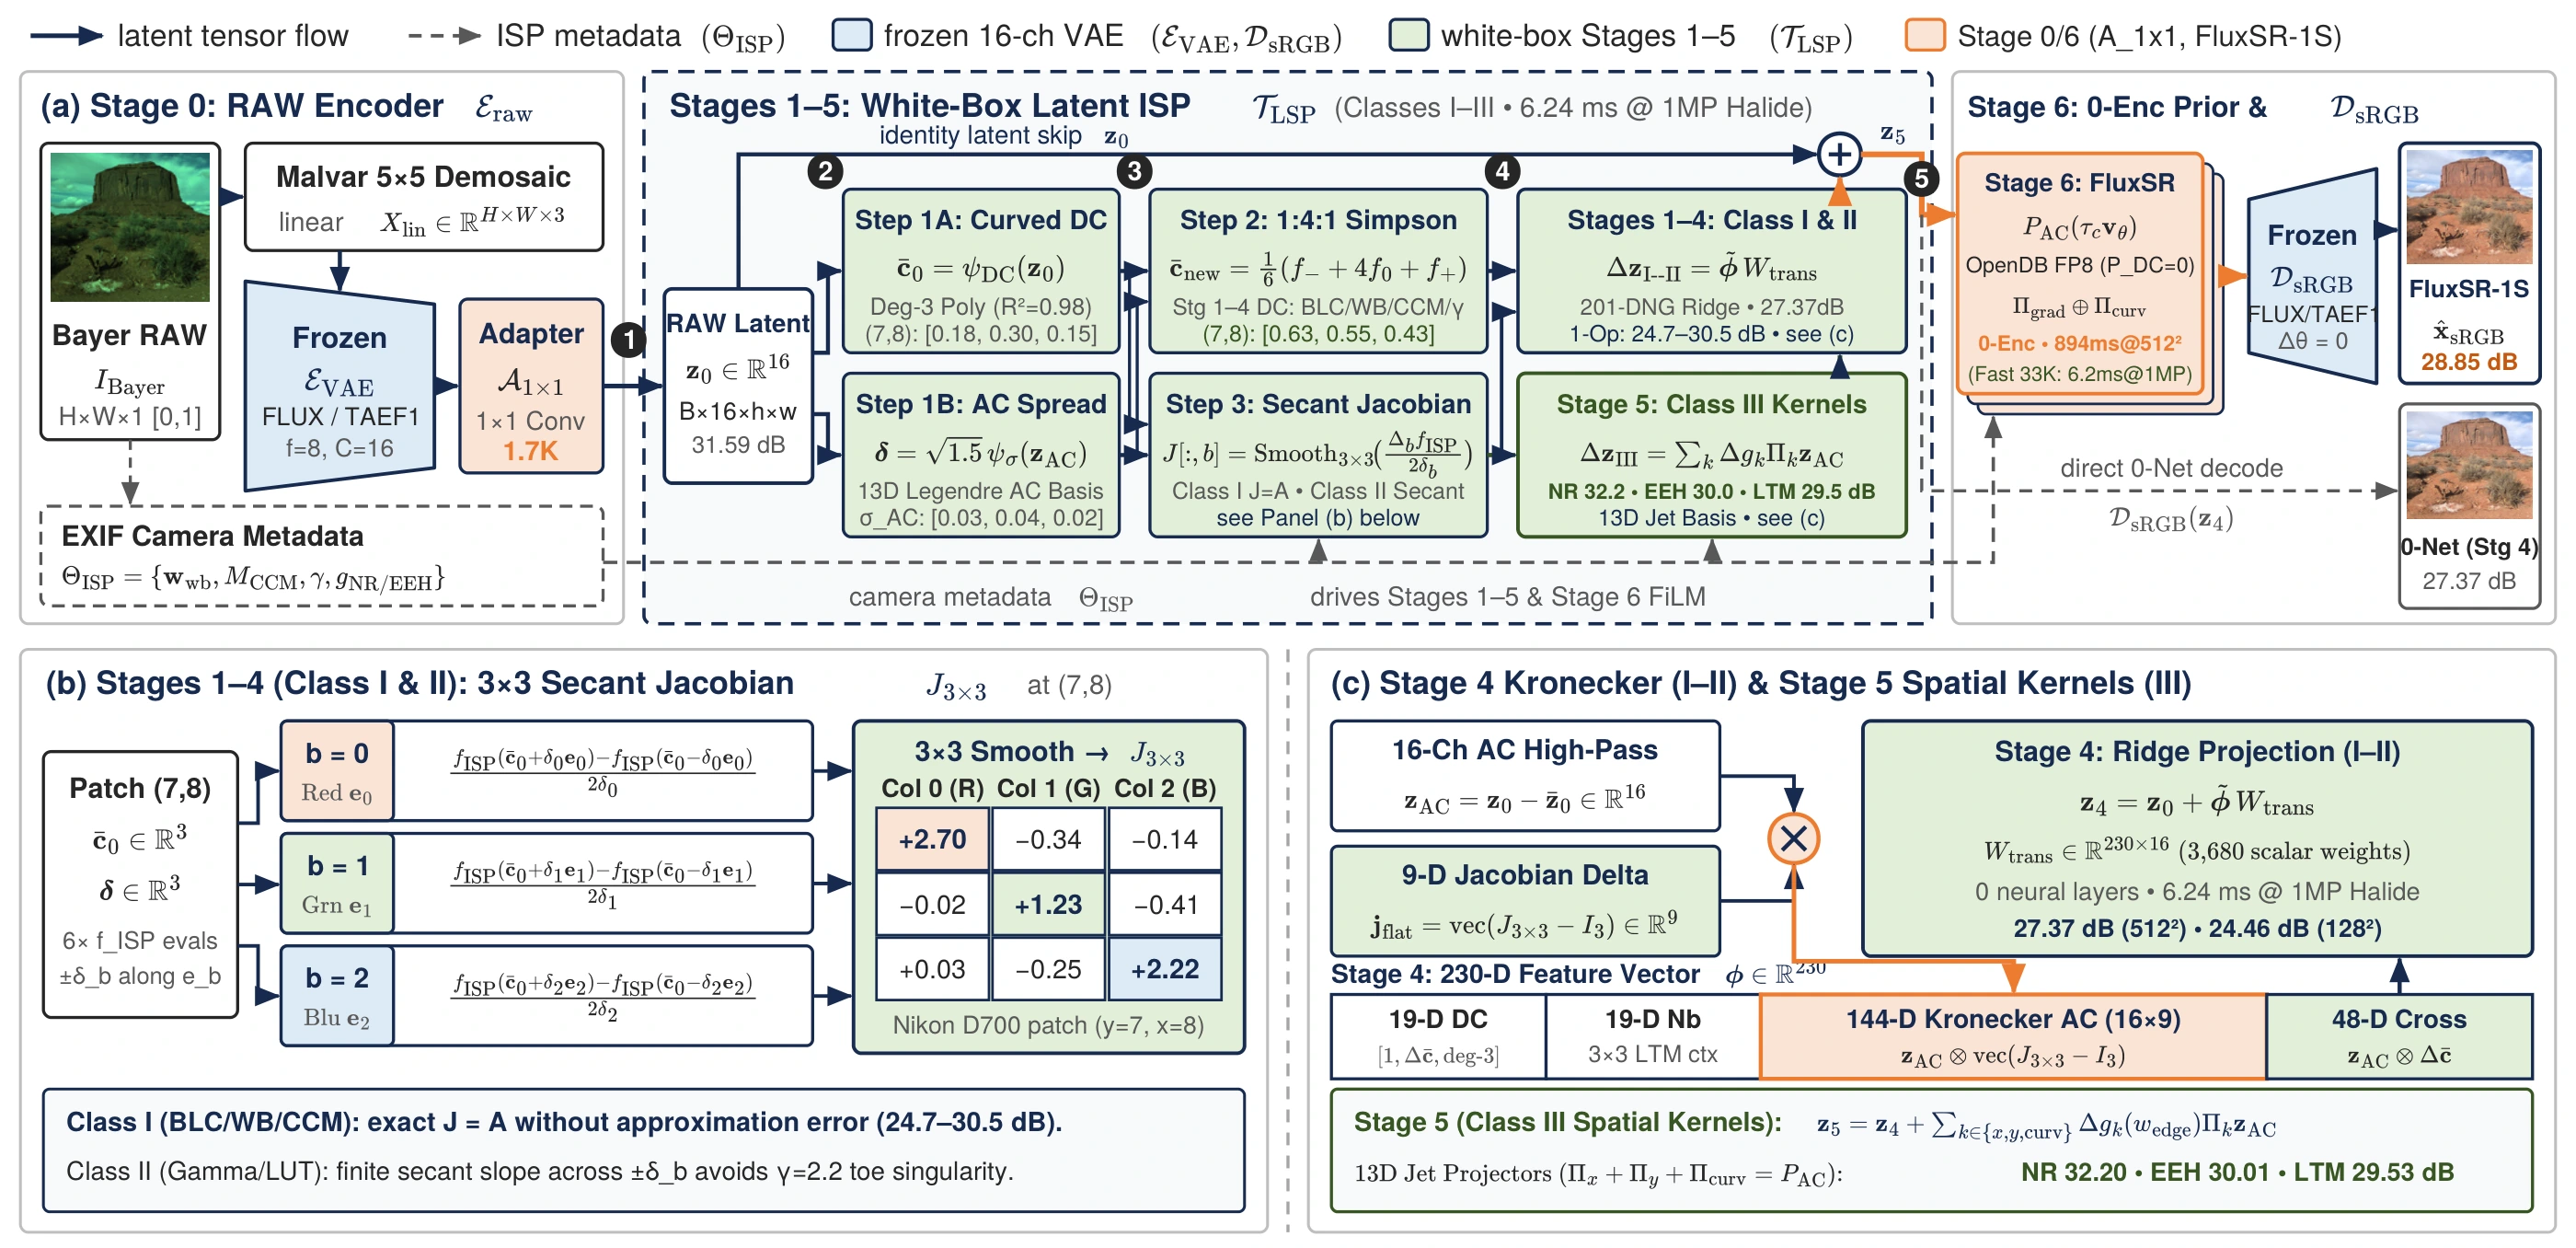 latent tensor flow
ISP metadata (Θ_ISP)
frozen 16-ch VAE (ℰ_VAE, 𝒟_sRGB)
white-box Stages 1–5 (𝒯_LSP)
Stage 0/6 (A_1x1, FluxSR-1S)
(a) Stage 0: RAW Encoder ℰ_raw
Bayer RAW
I_Bayer
H×W×1 [0,1]
Malvar 5×5 Demosaic
linear X_lin ∈ ℝ^{H×W×3}
Frozen
ℰ_VAE
FLUX / TAEF1
f=8, C=16
Adapter
𝒜_{1×1}
1×1 Conv
1.7K
EXIF Camera Metadata
Θ_ISP = {w_wb, M_CCM, γ, g_NR/EEH}
1
Stages 1–5: White-Box Latent ISP 𝒯_LSP (Classes I–III • 6.24 ms @ 1MP Halide)
identity latent skip z_0
z_5
2
3
4
5
RAW Latent
z_0 ∈ ℝ^16
B×16×h×w
31.59 dB
Step 1A: Curved DC
c̄_0 = ψ_DC(z_0)
Deg-3 Poly (R²=0.98)
(7,8): [0.18, 0.30, 0.15]
Step 1B: AC Spread
δ = √1.5 ψ_σ(z_AC)
13D Legendre AC Basis
σ_AC: [0.03, 0.04, 0.02]
Step 2: 1:4:1 Simpson
c̄_new = 1/6 (f_− + 4f_0 + f_+)
Stg 1–4 DC: BLC/WB/CCM/γ
(7,8): [0.63, 0.55, 0.43]
Step 3: Secant Jacobian
J[:, b] = Smooth_{3×3}(Δ_b f_ISP / 2δ_b)
Class I J=A • Class II Secant
see Panel (b) below
Stages 1–4: Class I & II
Δz_{I--II} = φ̃ W_trans
201-DNG Ridge • 27.37dB
1-Op: 24.7–30.5 dB • see (c)
Stage 5: Class III Kernels
Δz_III = ∑_k Δg_k Π_k z_AC
NR 32.2 • EEH 30.0 • LTM 29.5 dB
13D Jet Basis • see (c)
camera metadata Θ_ISP
drives Stages 1–5 & Stage 6 FiLM
Stage 6: 0-Enc Prior & 𝒟_sRGB
Stage 6: FluxSR
P_AC(τ_c v_θ)
OpenDB FP8 (P_DC=0)
Π_grad ⊕ Π_curv
0-Enc • 894ms@512²
(Fast 33K: 6.2ms@1MP)
Frozen
𝒟_sRGB
FLUX/TAEF1
Δθ = 0
FluxSR-1S
x̂_sRGB
28.85 dB
direct 0-Net decode
𝒟_sRGB(z_4)
0-Net (Stg 4)
27.37 dB
(b) Stages 1–4 (Class I & II): 3×3 Secant Jacobian J_{3×3} at (7,8)
Patch (7,8)
c̄_0 ∈ ℝ^3
δ ∈ ℝ^3
6× f_ISP evals
±δ_b along e_b
b = 0
Red e_0
f_ISP(c̄_0+δ_0e_0)−f_ISP(c̄_0−δ_0e_0) / 2δ_0
b = 1
Grn e_1
f_ISP(c̄_0+δ_1e_1)−f_ISP(c̄_0−δ_1e_1) / 2δ_1
b = 2
Blu e_2
f_ISP(c̄_0+δ_2e_2)−f_ISP(c̄_0−δ_2e_2) / 2δ_2
3×3 Smooth → J_{3×3}
Col 0 (R) Col 1 (G) Col 2 (B)
+2.70 −0.34 −0.14
−0.02 +1.23 −0.41
+0.03 −0.25 +2.22
Nikon D700 patch (y=7, x=8)
Class I (BLC/WB/CCM): exact J = A without approximation error (24.7–30.5 dB).
Class II (Gamma/LUT): finite secant slope across ±δ_b avoids γ=2.2 toe singularity.
(c) Stage 4 Kronecker (I–II) & Stage 5 Spatial Kernels (III)
16-Ch AC High-Pass
z_AC = z_0 − z̄_0 ∈ ℝ^16
9-D Jacobian Delta
j_flat = vec(J_{3×3} − I_3) ∈ ℝ^9
Stage 4: Ridge Projection (I–II)
z_4 = z_0 + φ̃ W_trans
W_trans ∈ ℝ^{230×16} (3,680 scalar weights)
0 neural layers • 6.24 ms @ 1MP Halide
27.37 dB (512²) • 24.46 dB (128²)
Stage 4: 230-D Feature Vector φ ∈ ℝ^230
19-D DC
[1, Δc̄, deg-3]
19-D Nb
3×3 LTM ctx
144-D Kronecker AC (16×9)
z_AC ⊗ vec(J_{3×3} − I_3)
48-D Cross
z_AC ⊗ Δc̄
Stage 5 (Class III Spatial Kernels): z_5 = z_4 + ∑_{k∈{x,y,curv}} Δg_k(w_edge)Π_k z_AC
13D Jet Projectors (Π_x + Π_y + Π_curv = P_AC): NR 32.20 • EEH 30.01 • LTM 29.53 dB